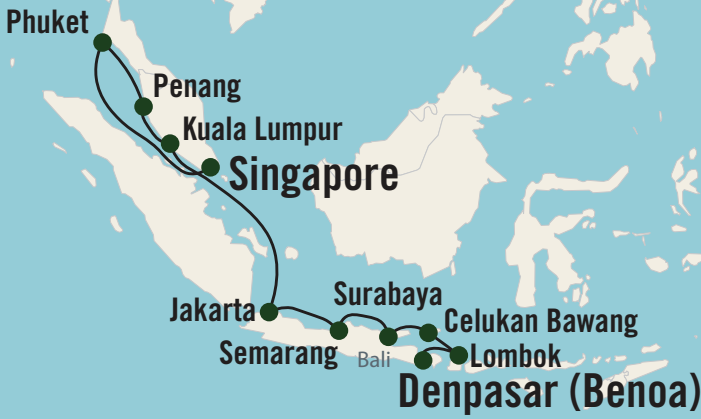 Phuket
Penang
Kuala Lumpur
Singapore
Surabaya
Jakarta
Celukan Bawang
Semarang
Bali
Lombok
Denpasar (Benoa)